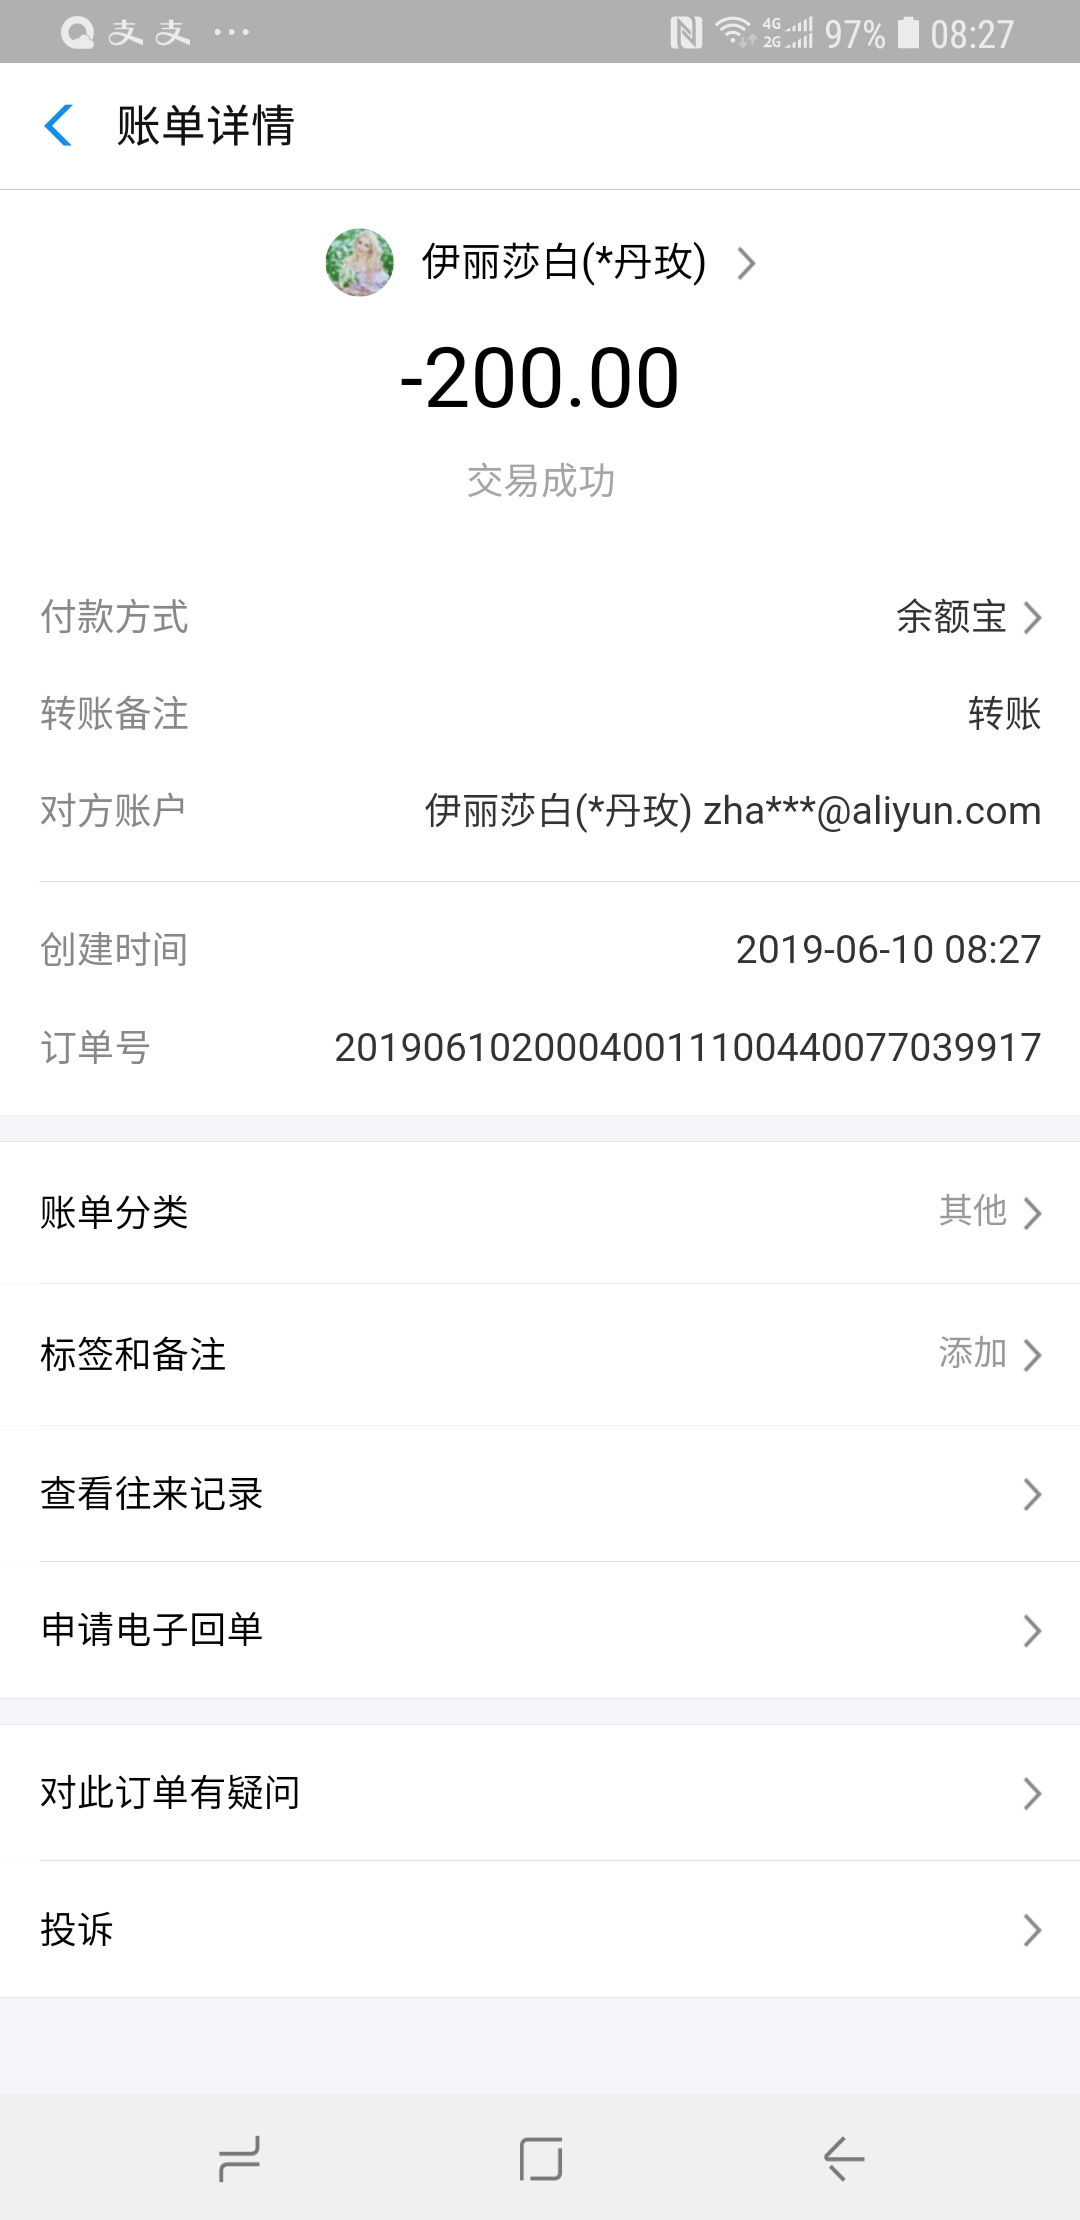 支 支 ... 4G 2G 97% 08:27
账单详情
伊丽莎白(*丹玫)
-200.00
交易成功
付款方式 余额宝
转账备注 转账
对方账户 伊丽莎白(*丹玫) zha***@aliyun.com
创建时间 2019-06-10 08:27
订单号 20190610200040011100440077039917
账单分类 其他
标签和备注 添加
查看往来记录
申请电子回单
对此订单有疑问
投诉